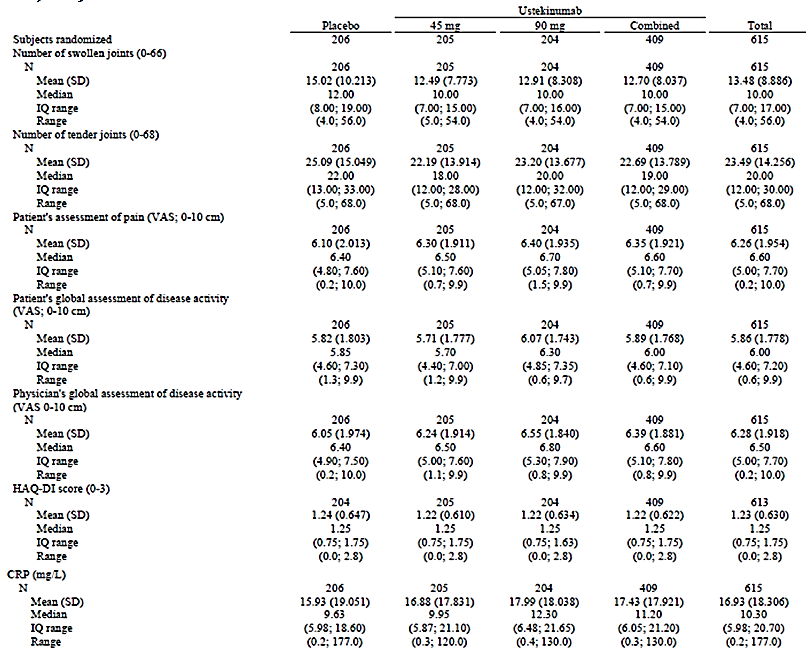 Ustekinumab
Placebo 45 mg 90 mg Combined Total
Subjects randomized 206 205 204 409 615
Number of swollen joints (0-66)
N 206 205 204 409 615
Mean (SD) 15.02 (10.213) 12.49 (7.773) 12.91 (8.308) 12.70 (8.037) 13.48 (8.886)
Median 12.00 10.00 10.00 10.00 10.00
IQ range (8.00; 19.00) (7.00; 15.00) (7.00; 16.00) (7.00; 15.00) (7.00; 17.00)
Range (4.0; 56.0) (5.0; 54.0) (4.0; 54.0) (4.0; 54.0) (4.0; 56.0)
Number of tender joints (0-68)
N 206 205 204 409 615
Mean (SD) 25.09 (15.049) 22.19 (13.914) 23.20 (13.677) 22.69 (13.789) 23.49 (14.256)
Median 22.00 18.00 20.00 19.00 20.00
IQ range (13.00; 33.00) (12.00; 28.00) (12.00; 32.00) (12.00; 29.00) (12.00; 30.00)
Range (5.0; 68.0) (5.0; 68.0) (5.0; 67.0) (5.0; 68.0) (5.0; 68.0)
Patient's assessment of pain (VAS; 0-10 cm)
N 206 205 204 409 615
Mean (SD) 6.10 (2.013) 6.30 (1.911) 6.40 (1.935) 6.35 (1.921) 6.26 (1.954)
Median 6.40 6.50 6.70 6.60 6.60
IQ range (4.80; 7.60) (5.10; 7.60) (5.05; 7.80) (5.10; 7.70) (5.00; 7.70)
Range (0.2; 10.0) (0.7; 9.9) (1.5; 9.9) (0.7; 9.9) (0.2; 10.0)
Patient's global assessment of disease activity
(VAS; 0-10 cm)
N 206 205 204 409 615
Mean (SD) 5.82 (1.803) 5.71 (1.777) 6.07 (1.743) 5.89 (1.768) 5.86 (1.778)
Median 5.85 5.70 6.30 6.00 6.00
IQ range (4.60; 7.30) (4.40; 7.00) (4.85; 7.35) (4.60; 7.10) (4.60; 7.20)
Range (1.3; 9.9) (1.2; 9.9) (0.6; 9.7) (0.6; 9.9) (0.6; 9.9)
Physician's global assessment of disease activity
(VAS 0-10 cm)
N 206 205 204 409 615
Mean (SD) 6.05 (1.974) 6.24 (1.914) 6.55 (1.840) 6.39 (1.881) 6.28 (1.918)
Median 6.40 6.50 6.80 6.60 6.50
IQ range (4.90; 7.50) (5.00; 7.60) (5.30; 7.90) (5.10; 7.80) (5.00; 7.70)
Range (0.2; 10.0) (1.1; 9.9) (0.8; 9.9) (0.8; 9.9) (0.2; 10.0)
HAQ-DI score (0-3)
N 204 205 204 409 613
Mean (SD) 1.24 (0.647) 1.22 (0.610) 1.22 (0.634) 1.22 (0.622) 1.23 (0.630)
Median 1.25 1.25 1.25 1.25 1.25
IQ range (0.75; 1.75) (0.75; 1.75) (0.75; 1.63) (0.75; 1.75) (0.75; 1.75)
Range (0.0; 2.8) (0.0; 2.8) (0.0; 2.8) (0.0; 2.8) (0.0; 2.8)
CRP (mg/L)
N 206 205 204 409 615
Mean (SD) 15.93 (19.051) 16.88 (17.831) 17.99 (18.038) 17.43 (17.921) 16.93 (18.306)
Median 9.63 9.95 12.30 11.20 10.30
IQ range (5.98; 18.60) (5.87; 21.10) (6.48; 21.65) (6.05; 21.20) (5.98; 20.70)
Range (0.2; 177.0) (0.3; 120.0) (0.4; 130.0) (0.3; 130.0) (0.2; 177.0)